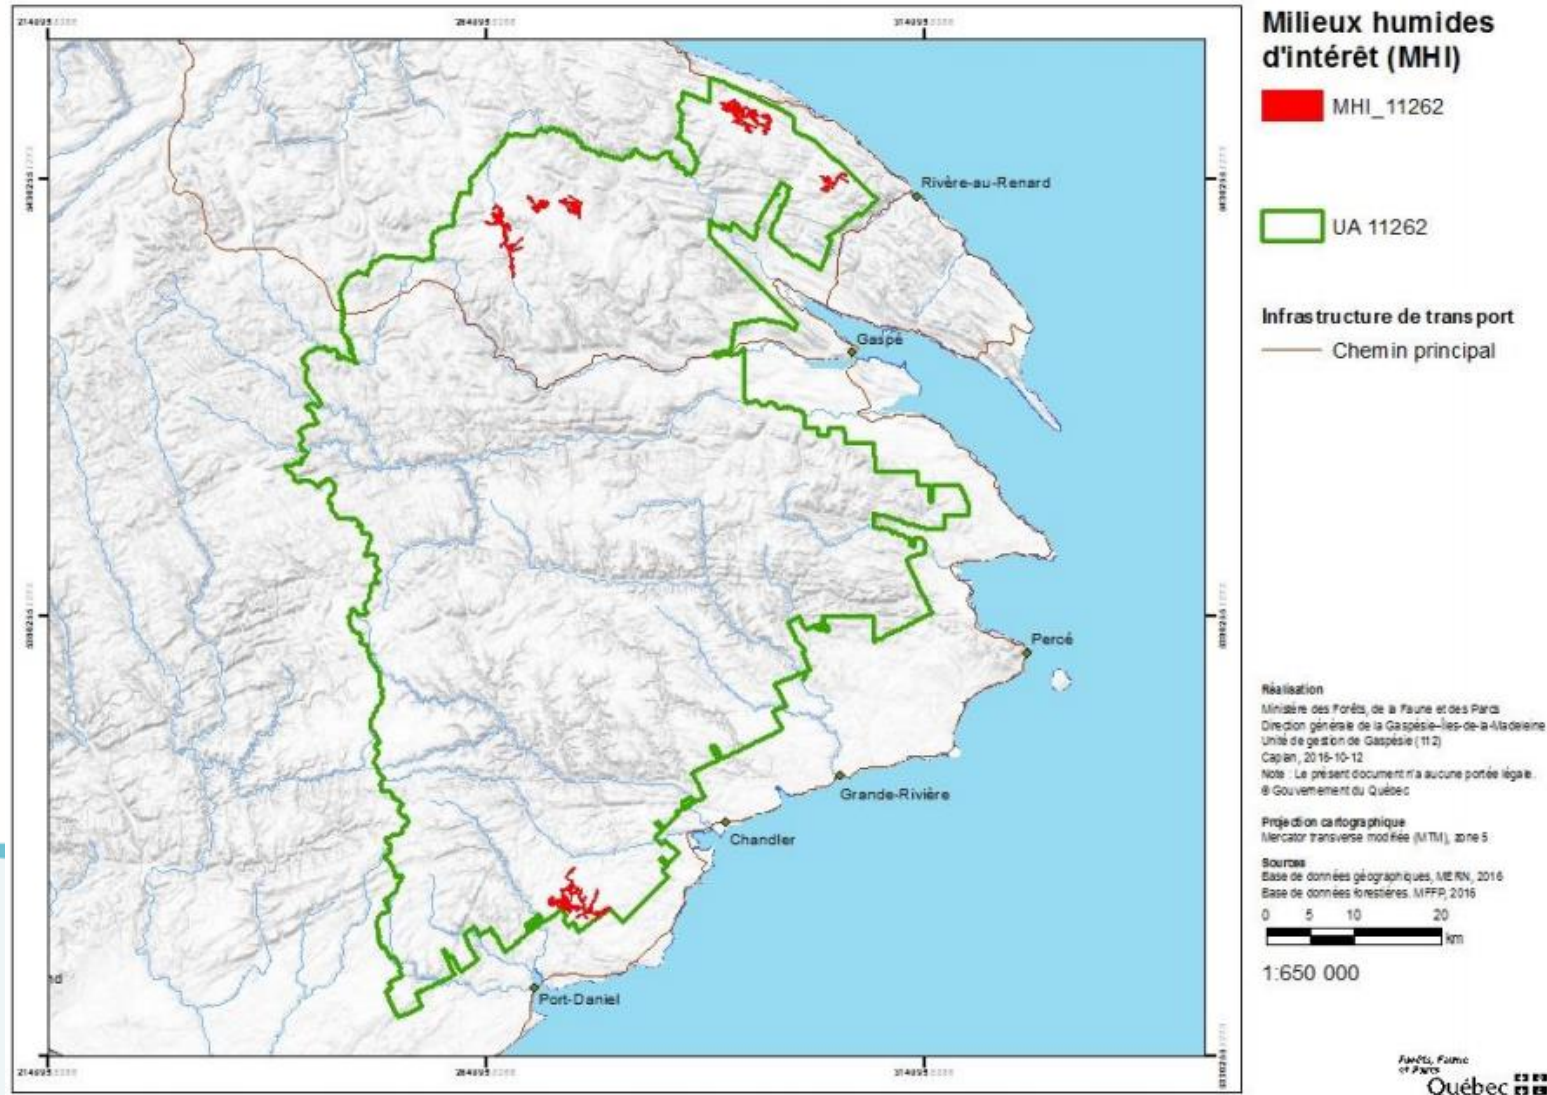 Milieux humides
d'intérêt (MHI)
MHI_11262
UA 11262
Infrastructure de transport
Chemin principal
Rivère-au-Renard
Gaspé
Percé
Grande-Rivière
Chandler
Port-Daniel
Réalisation
Ministère des Forêts, de la Faune et des Parcs
Direction générale de la Gaspésie–Îles-de-la-Madeleine
Unité de gestion de Gaspésie (112)
Caplan, 2016-10-12
Note : Le présent document n'a aucune portée légale.
© Gouvernement du Québec
Projection cartographique
Mercator transverse modifiée (MTM), zone 5
Sources
Base de données géographiques, MERN, 2016
Base de données forestières, MFFP, 2016
0 5 10 20
km
1:650 000
Forêts, Faune
et Parcs
Québec